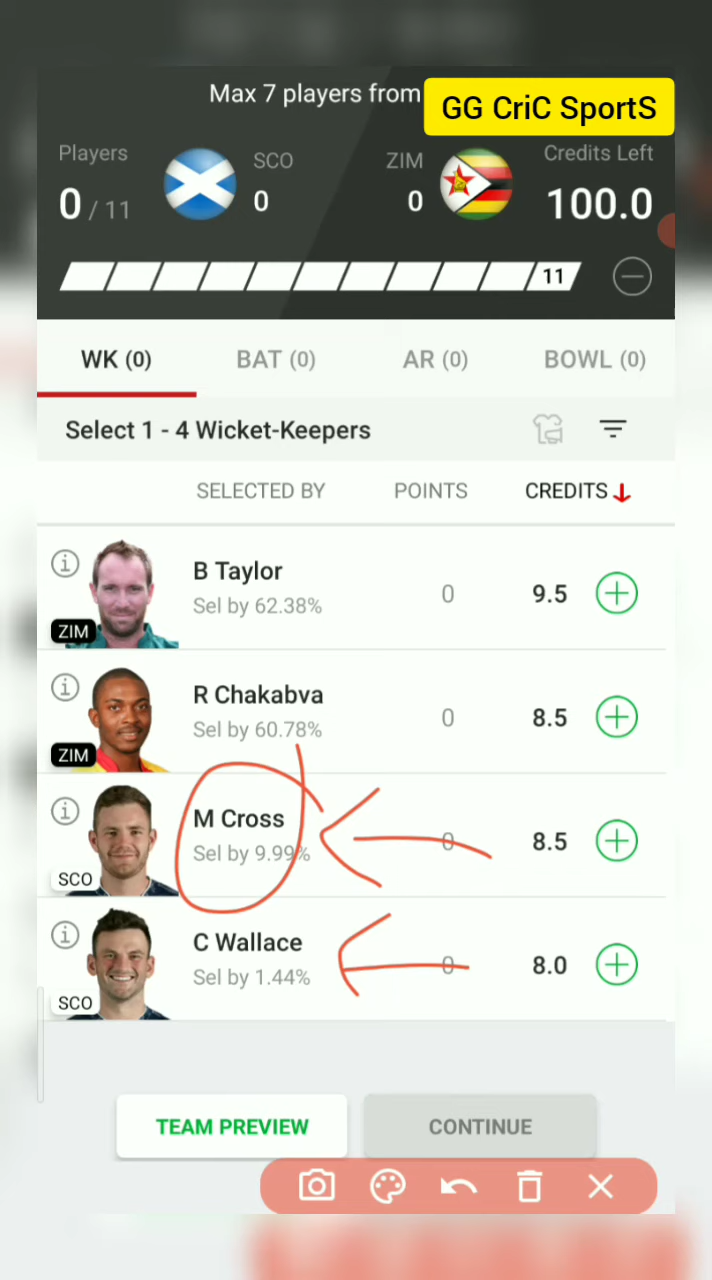 Max 7 players from
GG CriC SportS
Players
SCO
ZIM
Credits Left
0 / 11
0
0
100.0
11
WK (0)
BAT (0)
AR (0)
BOWL (0)
Select 1 - 4 Wicket-Keepers
SELECTED BY
POINTS
CREDITS
B Taylor
Sel by 62.38%
0
9.5
ZIM
R Chakabva
Sel by 60.78%
0
8.5
ZIM
M Cross
Sel by 9.99%
0
8.5
SCO
C Wallace
Sel by 1.44%
0
8.0
SCO
TEAM PREVIEW
CONTINUE